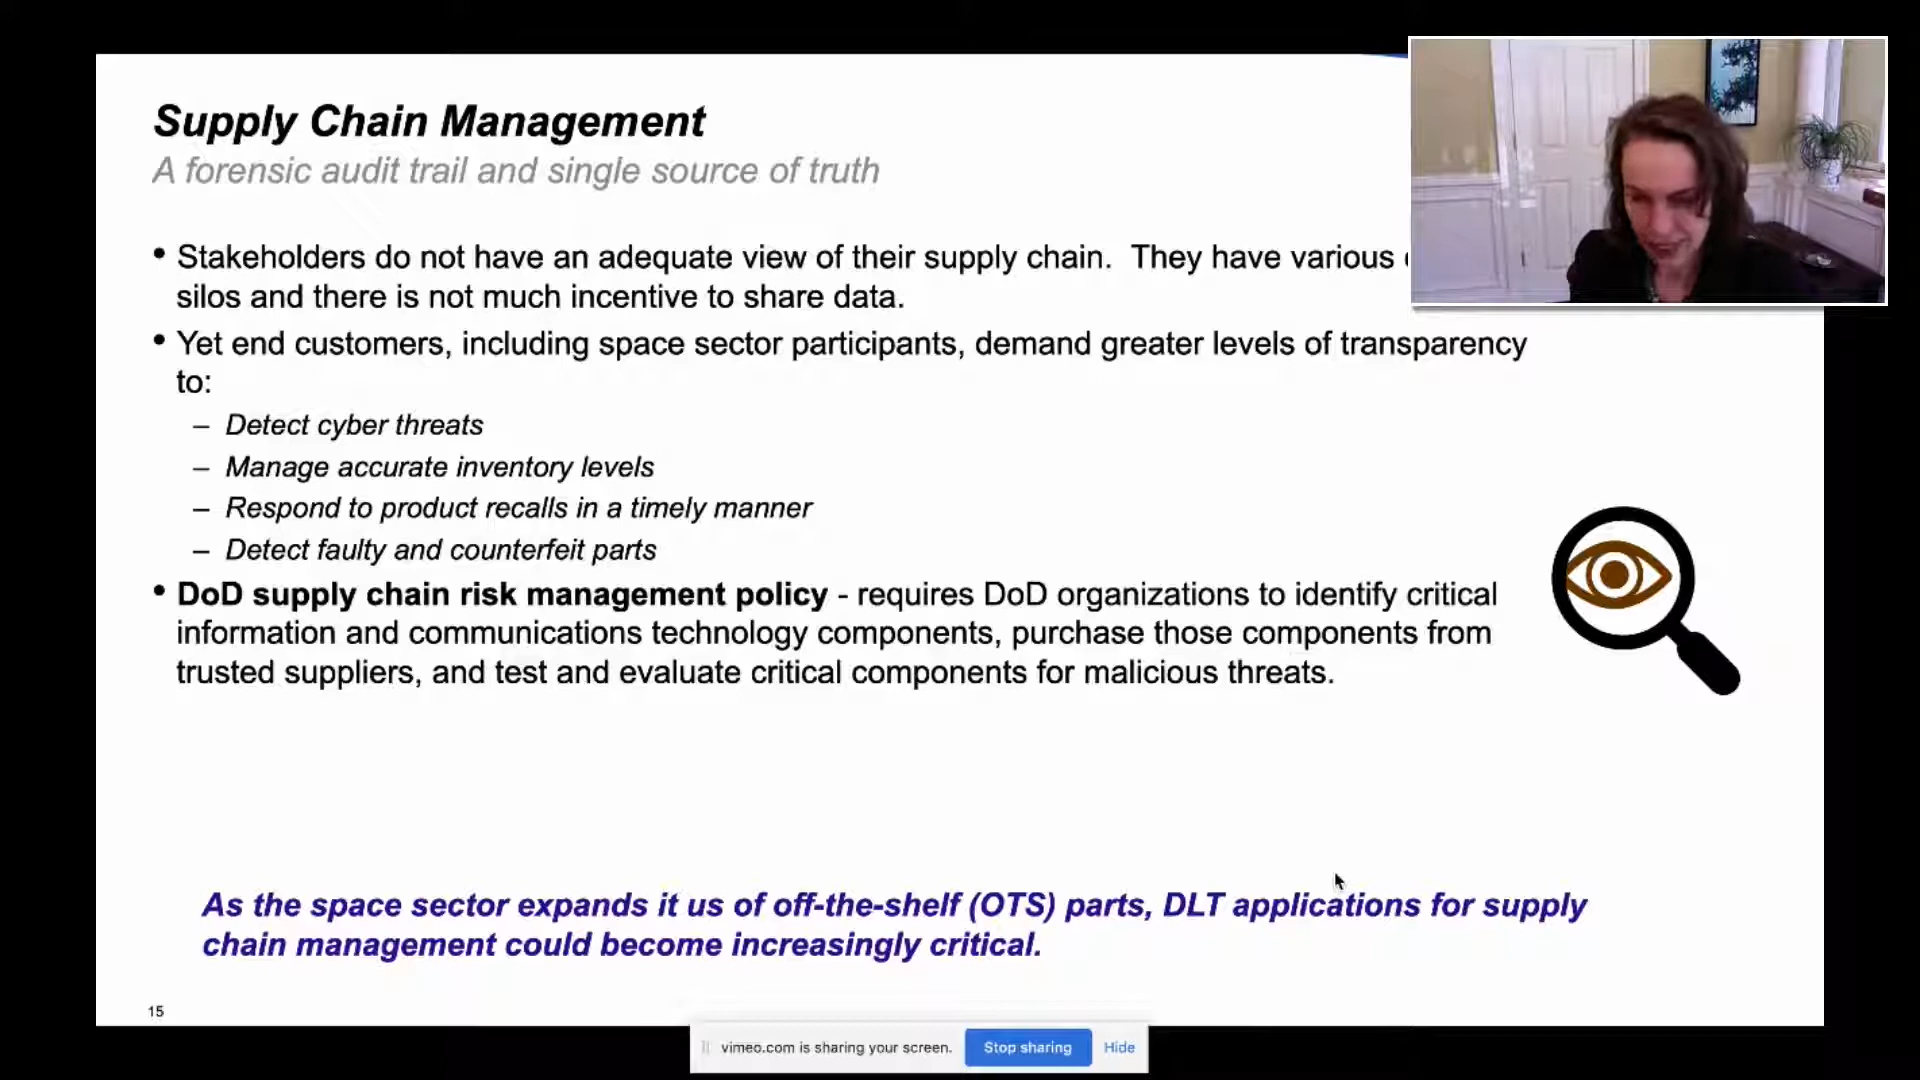 Supply Chain Management
A forensic audit trail and single source of truth
• Stakeholders do not have an adequate view of their supply chain. They have various
silos and there is not much incentive to share data.
• Yet end customers, including space sector participants, demand greater levels of transparency
to:
– Detect cyber threats
– Manage accurate inventory levels
– Respond to product recalls in a timely manner
– Detect faulty and counterfeit parts
• DoD supply chain risk management policy - requires DoD organizations to identify critical
information and communications technology components, purchase those components from
trusted suppliers, and test and evaluate critical components for malicious threats.
As the space sector expands it us of off-the-shelf (OTS) parts, DLT applications for supply
chain management could become increasingly critical.
15
vimeo.com is sharing your screen. Stop sharing Hide